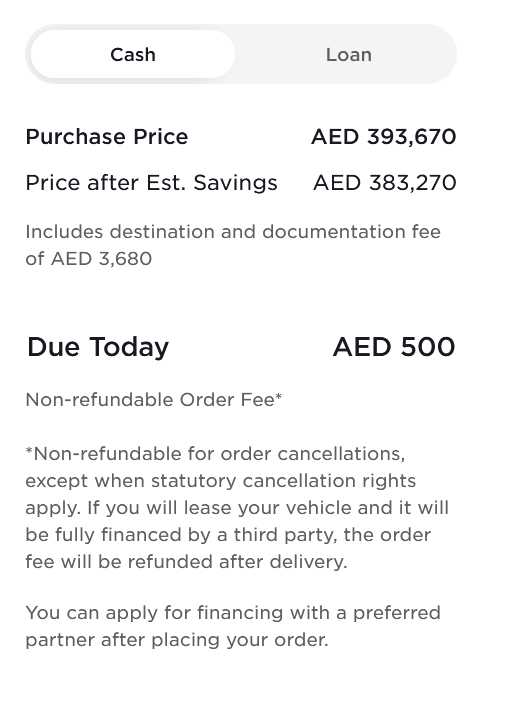 Cash Loan
Purchase Price AED 393,670
Price after Est. Savings AED 383,270
Includes destination and documentation fee
of AED 3,680
Due Today AED 500
Non-refundable Order Fee*
*Non-refundable for order cancellations,
except when statutory cancellation rights
apply. If you will lease your vehicle and it will
be fully financed by a third party, the order
fee will be refunded after delivery.
You can apply for financing with a preferred
partner after placing your order.